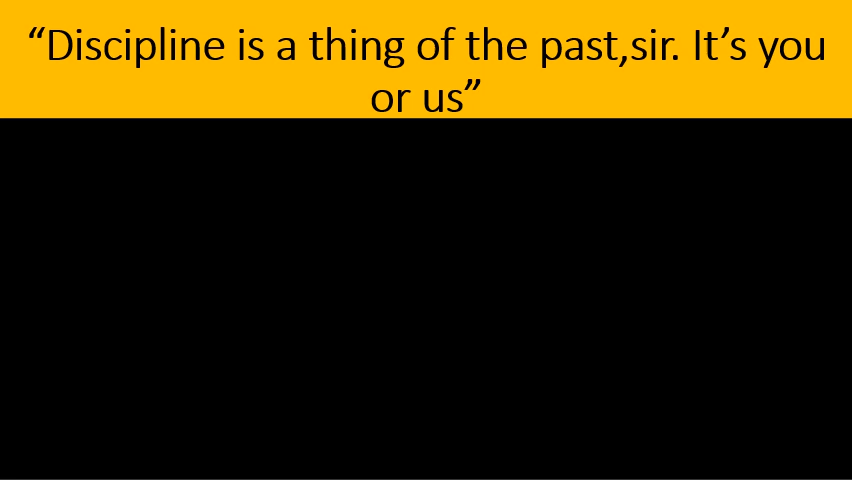 “Discipline is a thing of the past,sir. It’s you
or us”